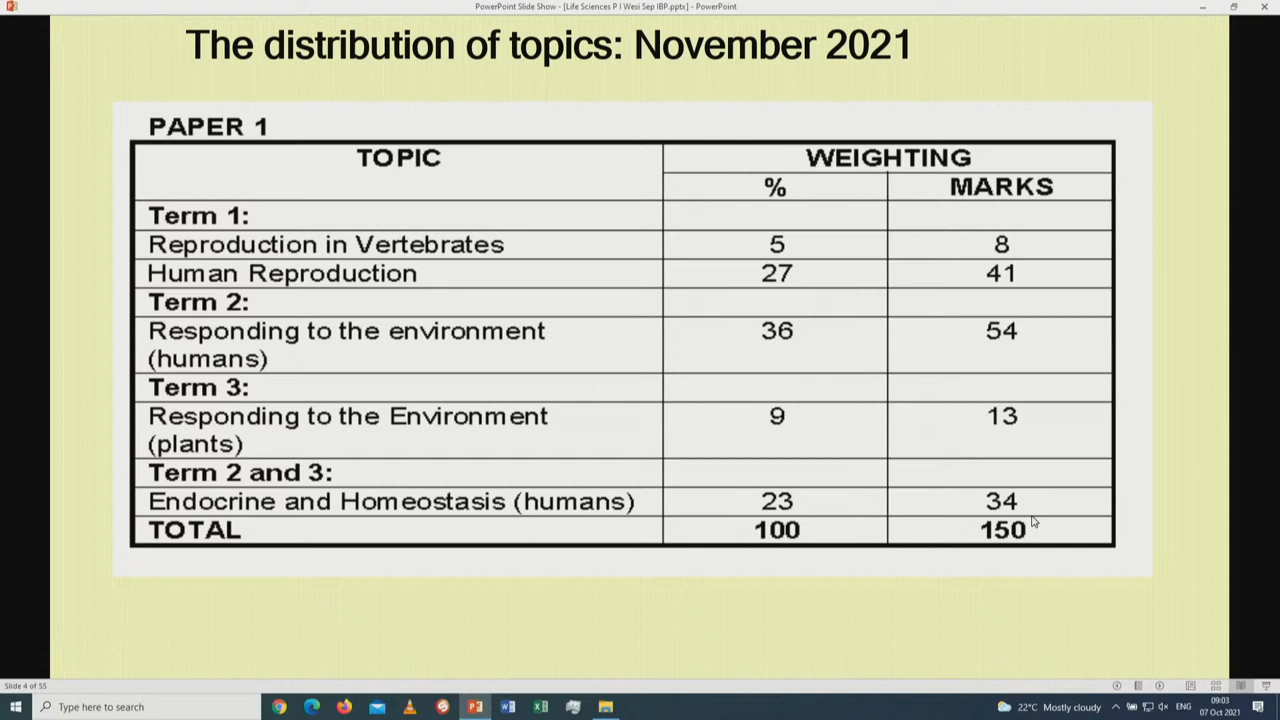 PowerPoint Slide Show - [Life Sciences P I Wesi Sep IBP.pptx] - PowerPoint
The distribution of topics: November 2021
PAPER 1
TOPIC WEIGHTING
% MARKS
Term 1:
Reproduction in Vertebrates 5 8
Human Reproduction 27 41
Term 2:
Responding to the environment 36 54
(humans)
Term 3:
Responding to the Environment 9 13
(plants)
Term 2 and 3:
Endocrine and Homeostasis (humans) 23 34
TOTAL 100 150
Slide 4 of 55
Type here to search
22°C Mostly cloudy
ENG
09:03
07 Oct 2021